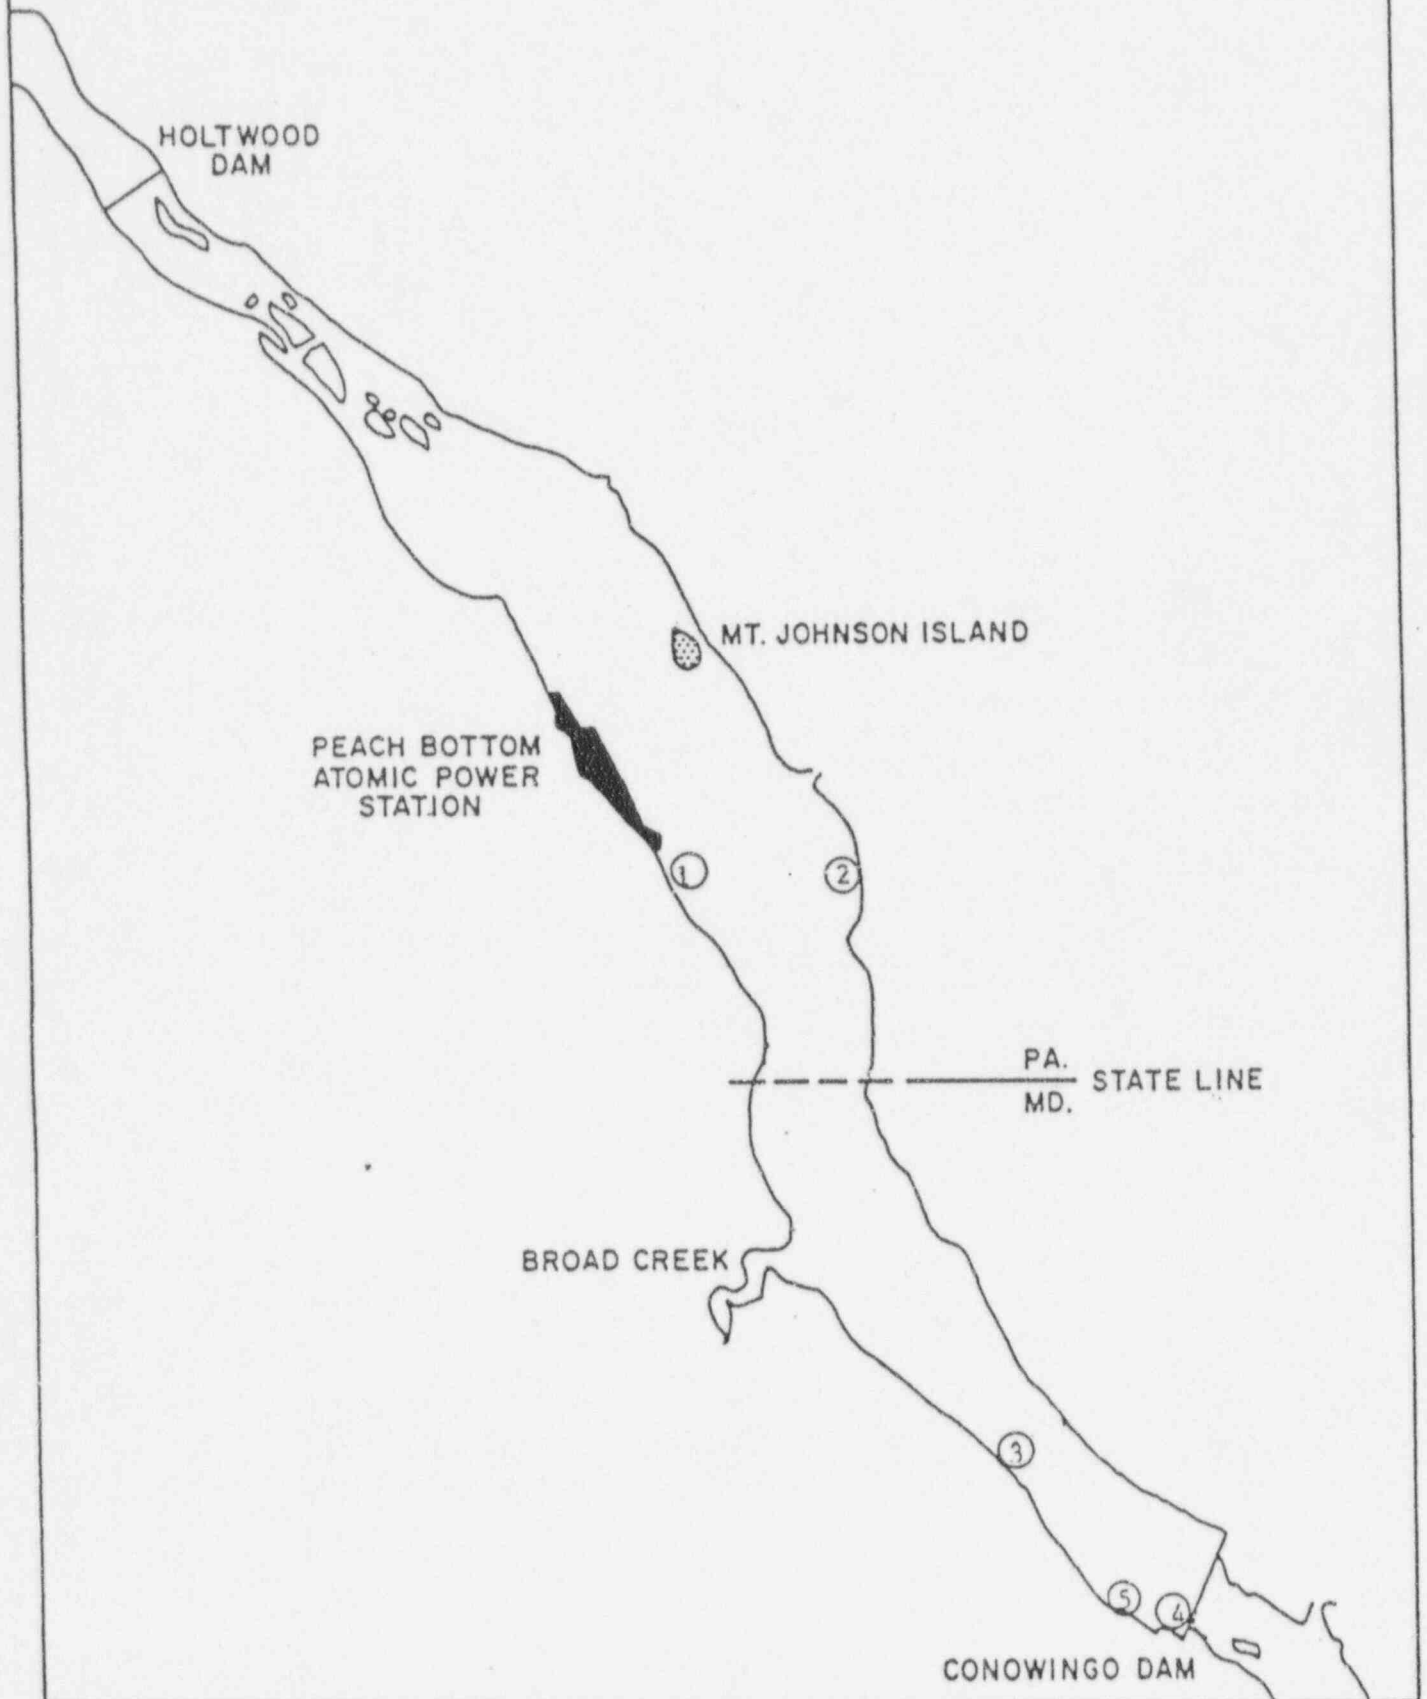 HOLTWOOD
DAM
MT. JOHNSON ISLAND
PEACH BOTTOM
ATOMIC POWER
STATION
1
2
PA.
STATE LINE
MD.
BROAD CREEK
3
5
4
CONOWINGO DAM